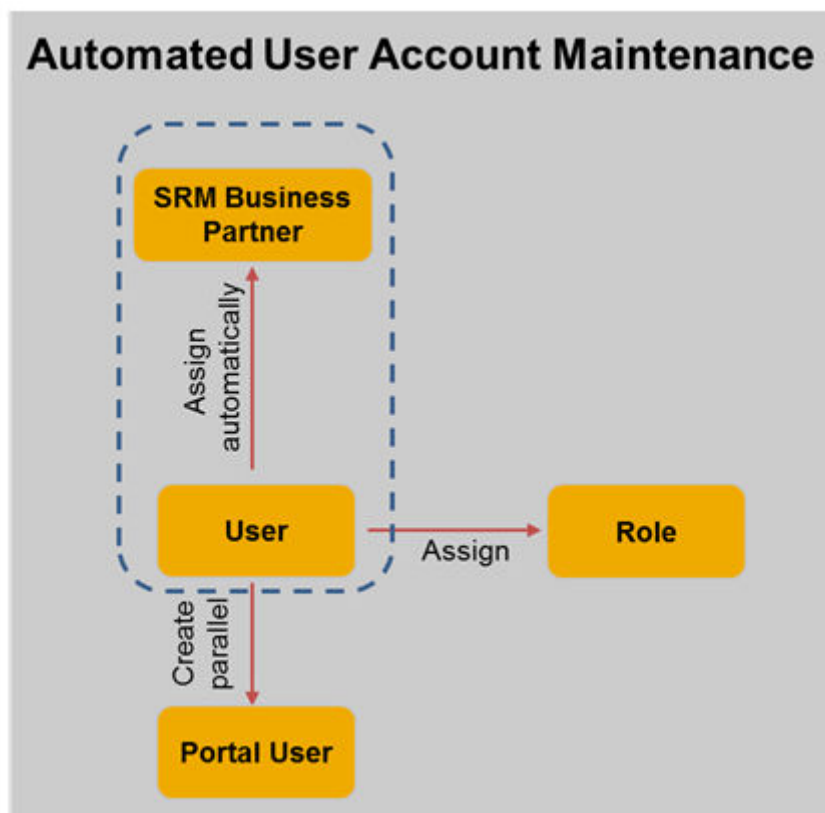 Automated User Account Maintenance
SRM Business
Partner
Assign
automatically
User
Assign
Role
Create
parallel
Portal User